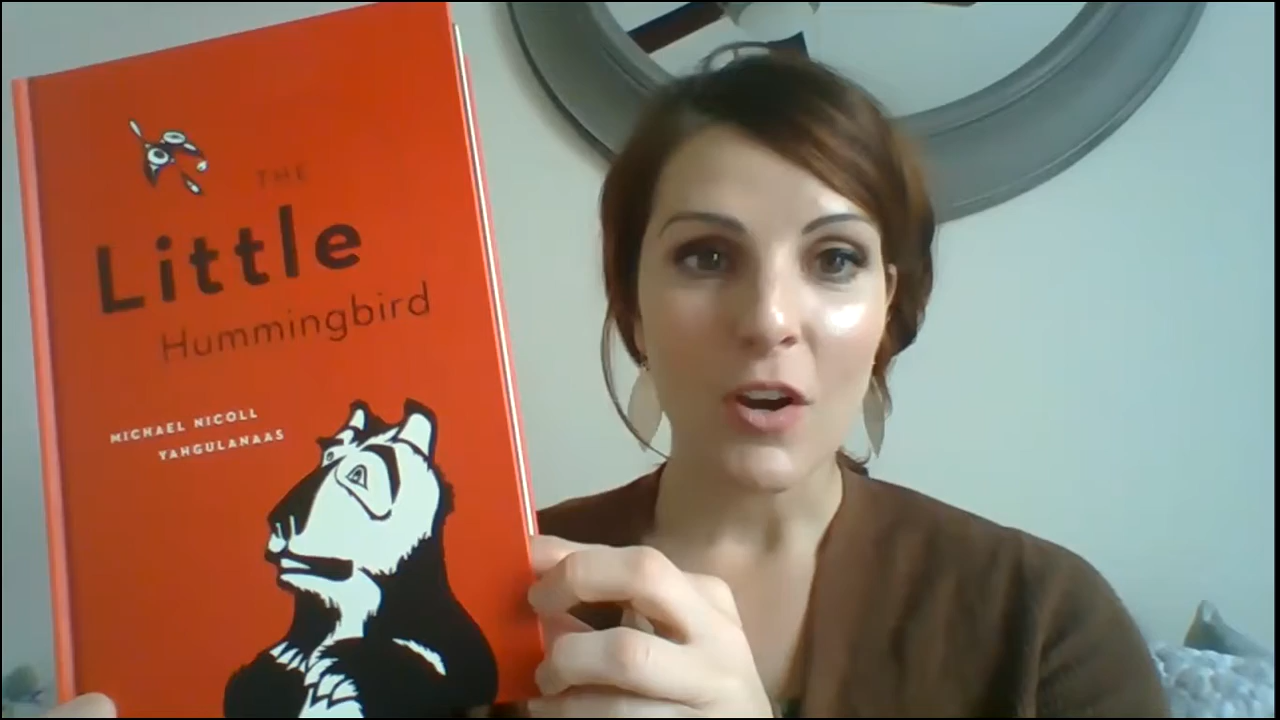 THE
Little
Hummingbird
MICHAEL NICOLL
YAHGULANAAS